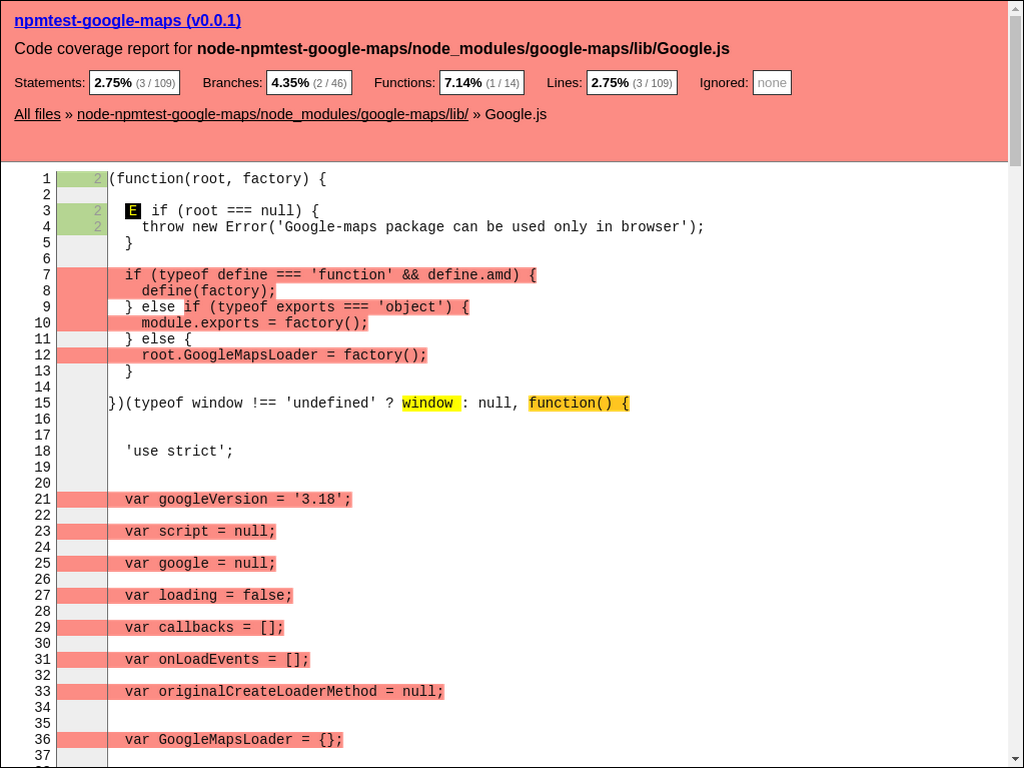 npmtest-google-maps (v0.0.1)
Code coverage report for node-npmtest-google-maps/node_modules/google-maps/lib/Google.js
Statements: 2.75% (3 / 109) Branches: 4.35% (2 / 46) Functions: 7.14% (1 / 14) Lines: 2.75% (3 / 109) Ignored: none
All files » node-npmtest-google-maps/node_modules/google-maps/lib/ » Google.js
1 2 (function(root, factory) {
2
3 2 E if (root === null) {
4 2 throw new Error('Google-maps package can be used only in browser');
5 }
6
7 if (typeof define === 'function' && define.amd) {
8 define(factory);
9 } else if (typeof exports === 'object') {
10 module.exports = factory();
11 } else {
12 root.GoogleMapsLoader = factory();
13 }
14
15 })(typeof window !== 'undefined' ? window : null, function() {
16
17
18 'use strict';
19
20
21 var googleVersion = '3.18';
22
23 var script = null;
24
25 var google = null;
26
27 var loading = false;
28
29 var callbacks = [];
30
31 var onLoadEvents = [];
32
33 var originalCreateLoaderMethod = null;
34
35
36 var GoogleMapsLoader = {};
37